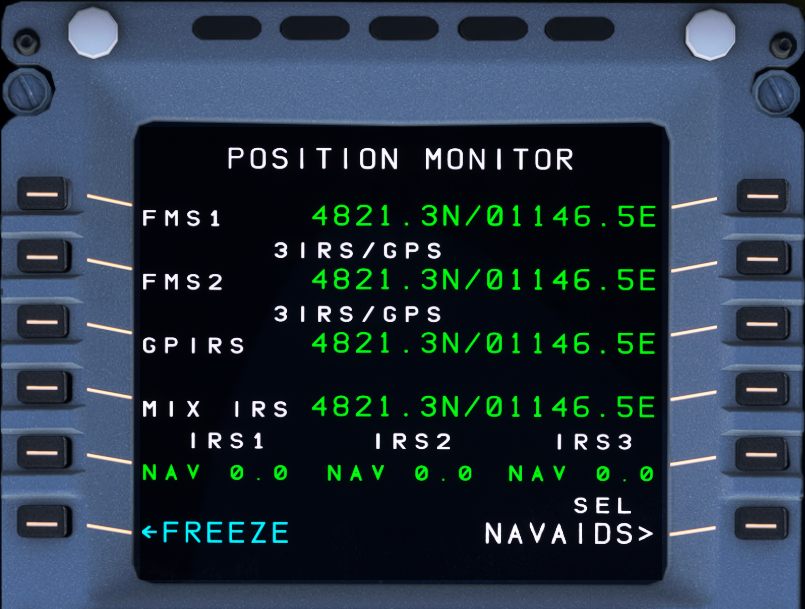 POSITION MONITOR
FMS1 4821.3N/01146.5E
3IRS/GPS
FMS2 4821.3N/01146.5E
3IRS/GPS
GPIRS 4821.3N/01146.5E
MIX IRS 4821.3N/01146.5E
IRS1 IRS2 IRS3
NAV 0.0 NAV 0.0 NAV 0.0
SEL
←FREEZE NAVAIDS>